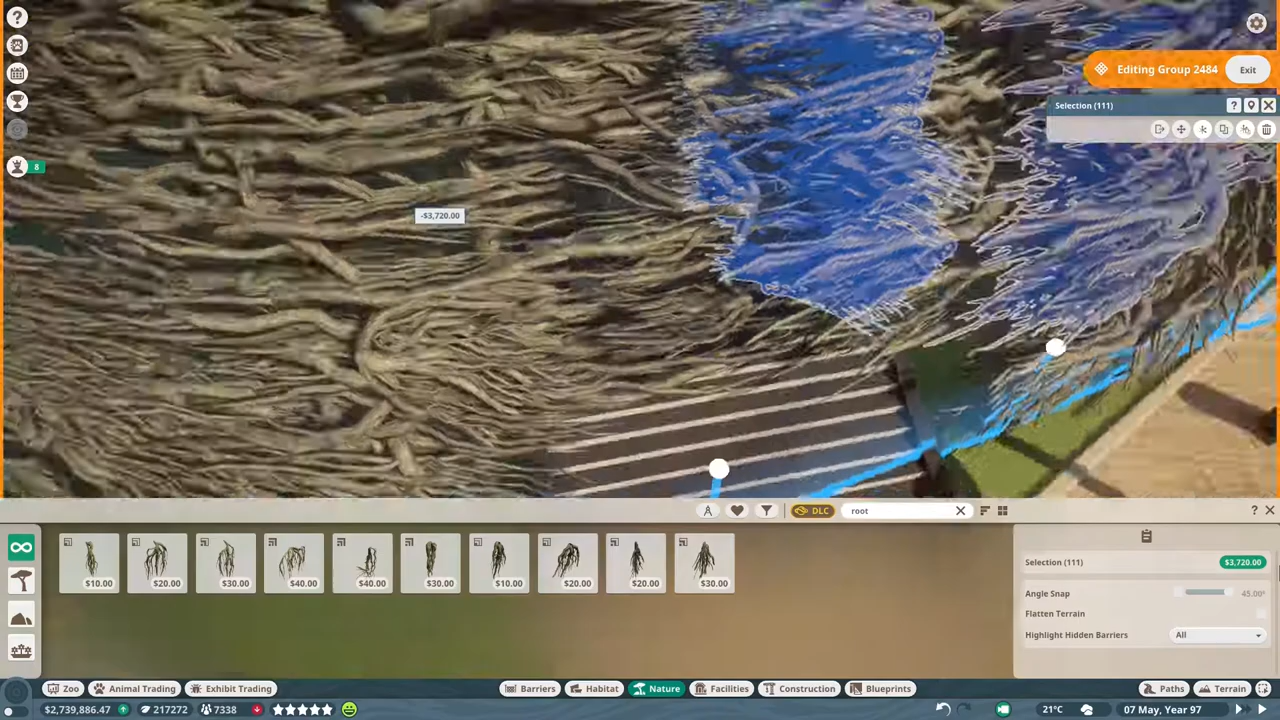 Editing Group 2484
Exit
Selection (111)
?
?
8
-$3,720.00
DLC
root
?
$10.00
$20.00
$30.00
$40.00
$40.00
$30.00
$10.00
$20.00
$20.00
$30.00
Selection (111)
$3,720.00
Angle Snap
45.00°
Flatten Terrain
Highlight Hidden Barriers
All
Zoo
Animal Trading
Exhibit Trading
Barriers
Habitat
Nature
Facilities
Construction
Blueprints
Paths
Terrain
$2,739,886.47
217272
7338
21°C
07 May, Year 97